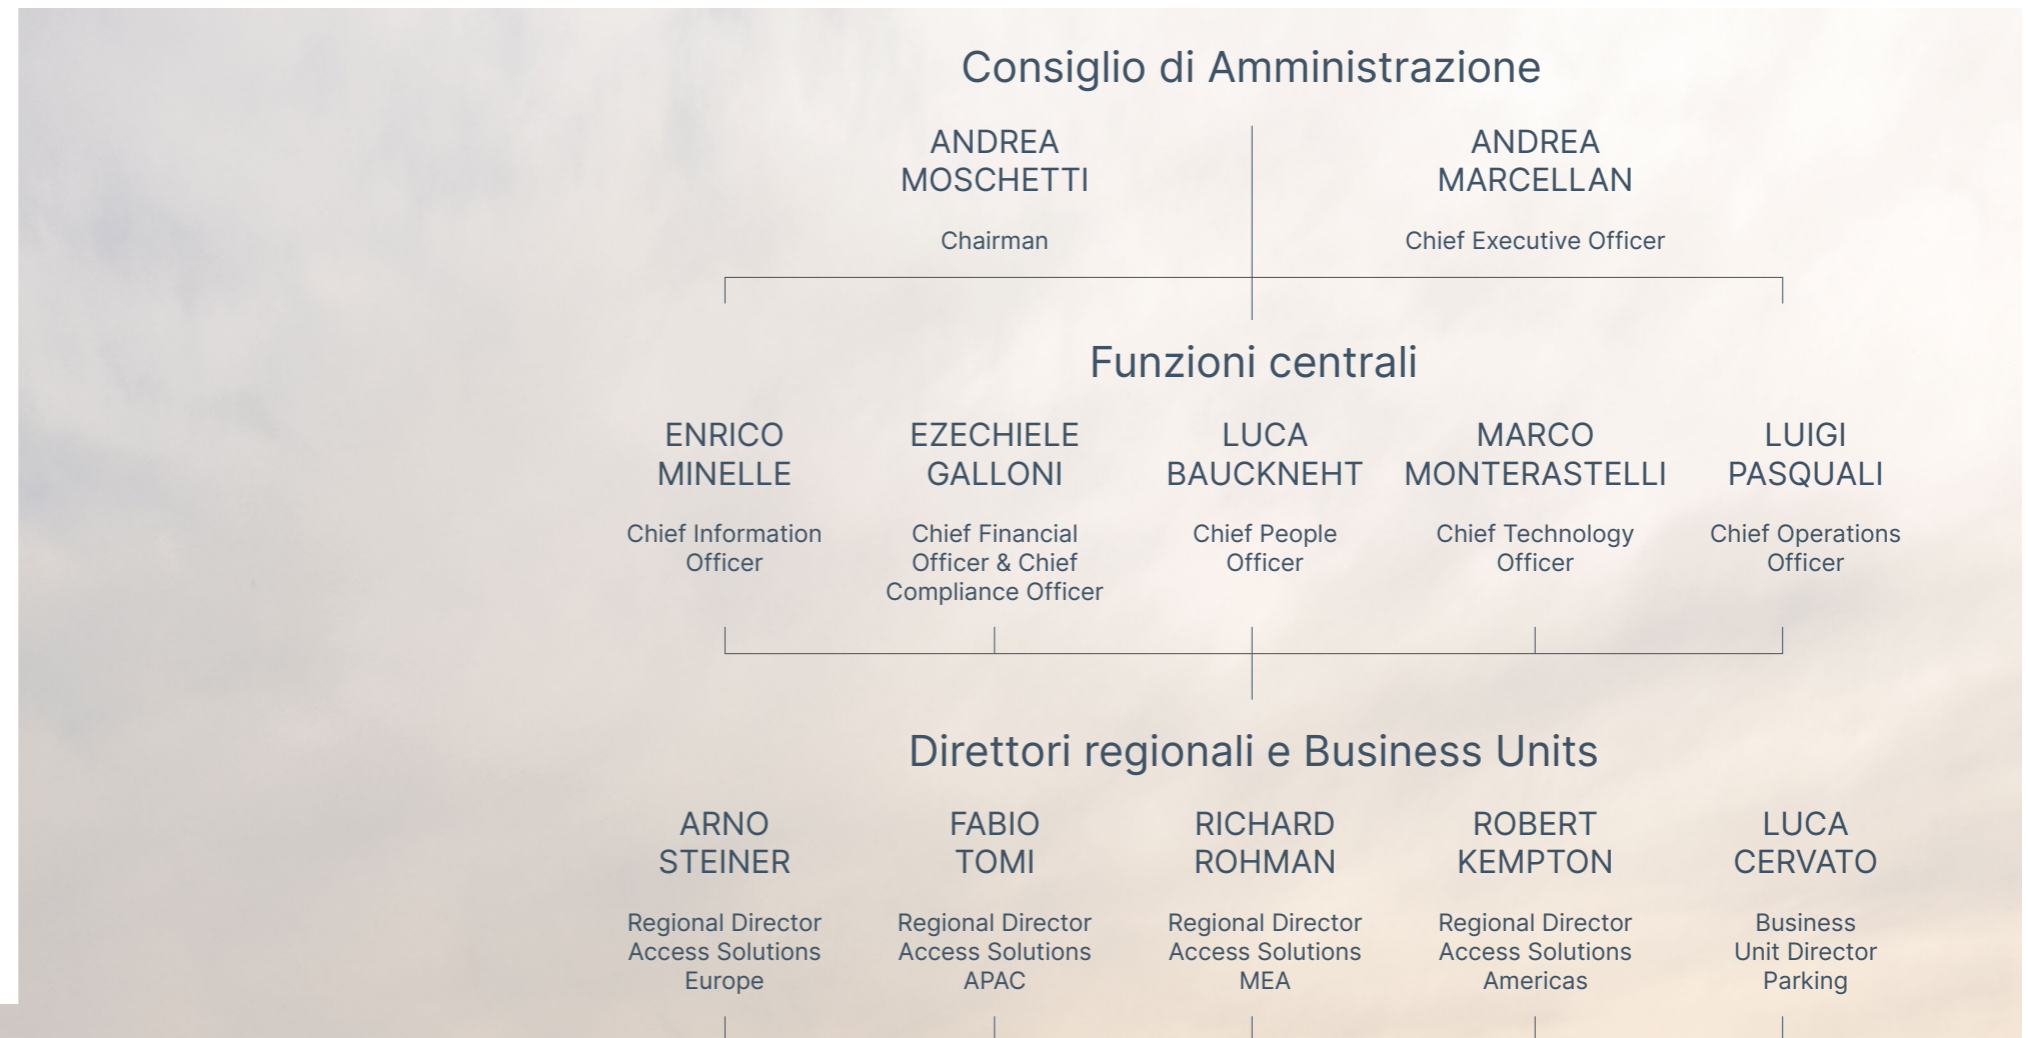 Consiglio di Amministrazione
ANDREA
MOSCHETTI
Chairman
ANDREA
MARCELLAN
Chief Executive Officer
Funzioni centrali
ENRICO
MINELLE
Chief Information
Officer
EZECHIELE
GALLONI
Chief Financial
Officer & Chief
Compliance Officer
LUCA
BAUCKNEHT
Chief People
Officer
MARCO
MONTERASTELLI
Chief Technology
Officer
LUIGI
PASQUALI
Chief Operations
Officer
Direttori regionali e Business Units
ARNO
STEINER
Regional Director
Access Solutions
Europe
FABIO
TOMI
Regional Director
Access Solutions
APAC
RICHARD
ROHMAN
Regional Director
Access Solutions
MEA
ROBERT
KEMPTON
Regional Director
Access Solutions
Americas
LUCA
CERVATO
Business
Unit Director
Parking